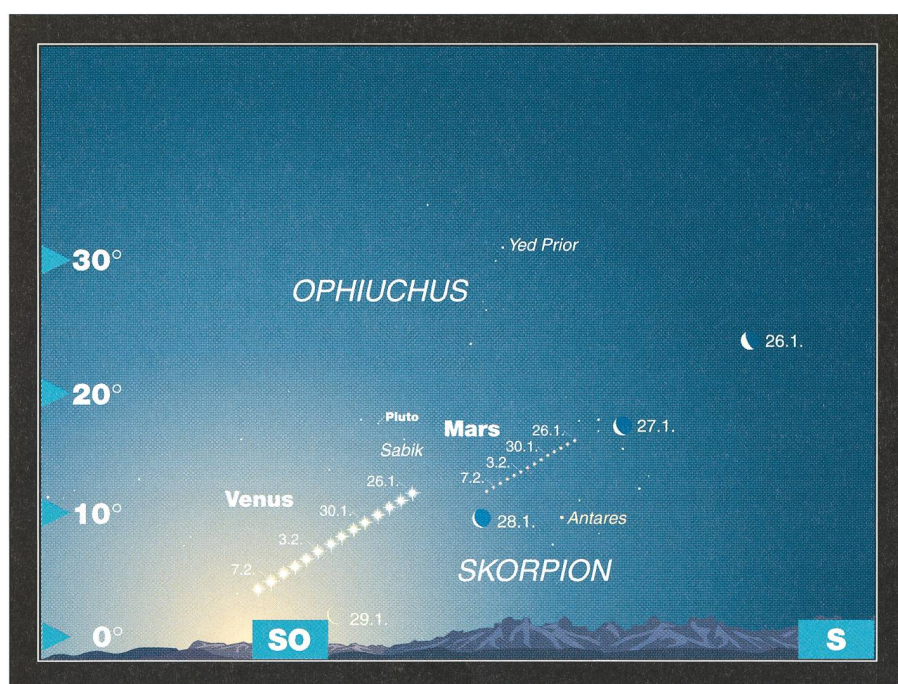 Yed Prior
30°
OPHIUCHUS
26.1.
20°
Pluto
Mars
26.1.
27.1.
Sabik
30.1.
3.2.
26.1.
7.2.
Venus
30.1.
10°
28.1.
Antares
3.2.
7.2.
SKORPION
29.1.
0°
SO
S